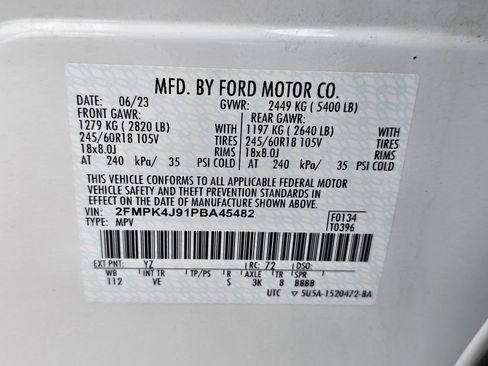 MFD. BY FORD MOTOR CO.
DATE: 06/23 GVWR: 2449 KG ( 5400 LB)
FRONT GAWR: REAR GAWR:
1279 KG ( 2820 LB) WITH 1197 KG ( 2640 LB) WITH
245/60R18 105V TIRES 245/60R18 105V TIRES
18x8.0J RIMS 18x8.0J RIMS
AT 240 kPa/ 35 PSI COLD AT 240 kPa/ 35 PSI COLD
THIS VEHICLE CONFORMS TO ALL APPLICABLE FEDERAL MOTOR
VEHICLE SAFETY AND THEFT PREVENTION STANDARDS IN
EFFECT ON THE DATE OF MANUFACTURE SHOWN ABOVE.
VIN: 2FMPK4J91PBA45482 F0134
TYPE: MPV T0396
EXT PNT: YZ RC: 72 DSO:
WB INT TR TP/PS R AXLE TR SPR
112 VE S 3K 8 BBBB
UTC ▽ 5U5A-1520472-BA